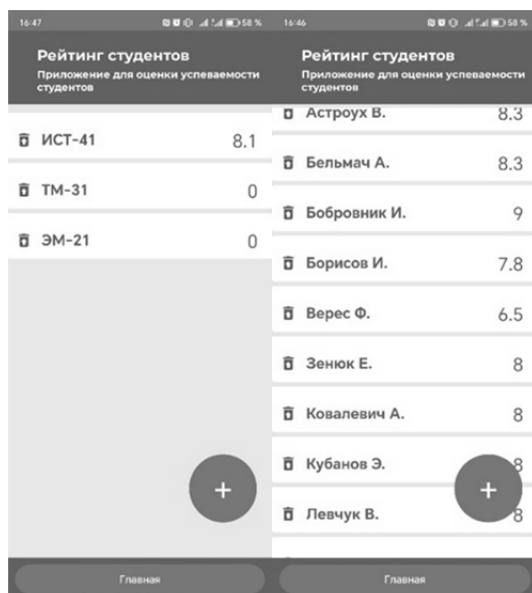 16:47
58 %
Рейтинг студентов
Приложение для оценки успеваемости
студентов
ИСТ-41 8.1
ТМ-31 0
ЭМ-21 0
+
Главная
16:46
58 %
Рейтинг студентов
Приложение для оценки успеваемости
студентов
Астроух В. 8.3
Бельмач А. 8.3
Бобровник И. 9
Борисов И. 7.8
Верес Ф. 6.5
Зенюк Е. 8
Ковалевич А. 8
Кубанов Э. 8
Левчук В. 8
+
Главная